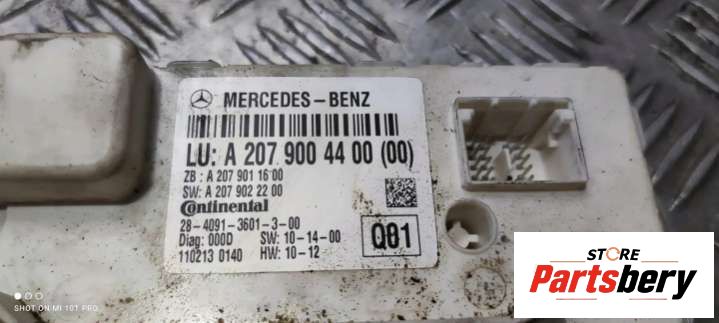 MERCEDES-BENZ
LU: A 207 900 44 00 (00)
ZB: A 207 901 16 00
SW: A 207 902 22 00
Continental
28-4091-3601-3-00
Diag: 000D SW: 10-14-00
110213 0140 HW: 10-12
Q01
STORE
Partsbery
SHOT ON MI 10T PRO